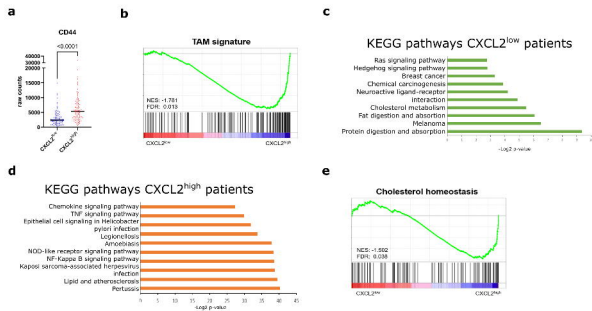 a
CD44
<0.0001
raw counts
40000
30000
20000
10000
8000
6000
4000
2000
0
CXCL2low
CXCL2high
b
TAM signature
NES: -1.781
FDR: 0.013
CXCL2low
CXCL2high
c
KEGG pathways CXCL2low patients
Ras signaling pathway
Hedgehog signaling pathway
Breast cancer
Chemical carcinogenesis
Neuroactive ligand-receptor
interaction
Cholesterol metabolism
Fat digestion and absorption
Melanoma
Protein digestion and absorption
-Log2 p-value
d
KEGG pathways CXCL2high patients
Chemokine signaling pathway
TNF signaling pathway
Epithelial cell signaling in Helicobacter
pylori infection
Legionellosis
Amoebiasis
NOD-like receptor signaling pathway
NF-Kappa B signaling pathway
Kaposi sarcoma-associated herpesvirus
infection
Lipid and atherosclerosis
Pertussis
0 5 10 15 20 25 30 35 40 45
-Log2 p-value
e
Cholesterol homeostasis
NES: -1.502
FDR: 0.038
CXCL2low
CXCL2high